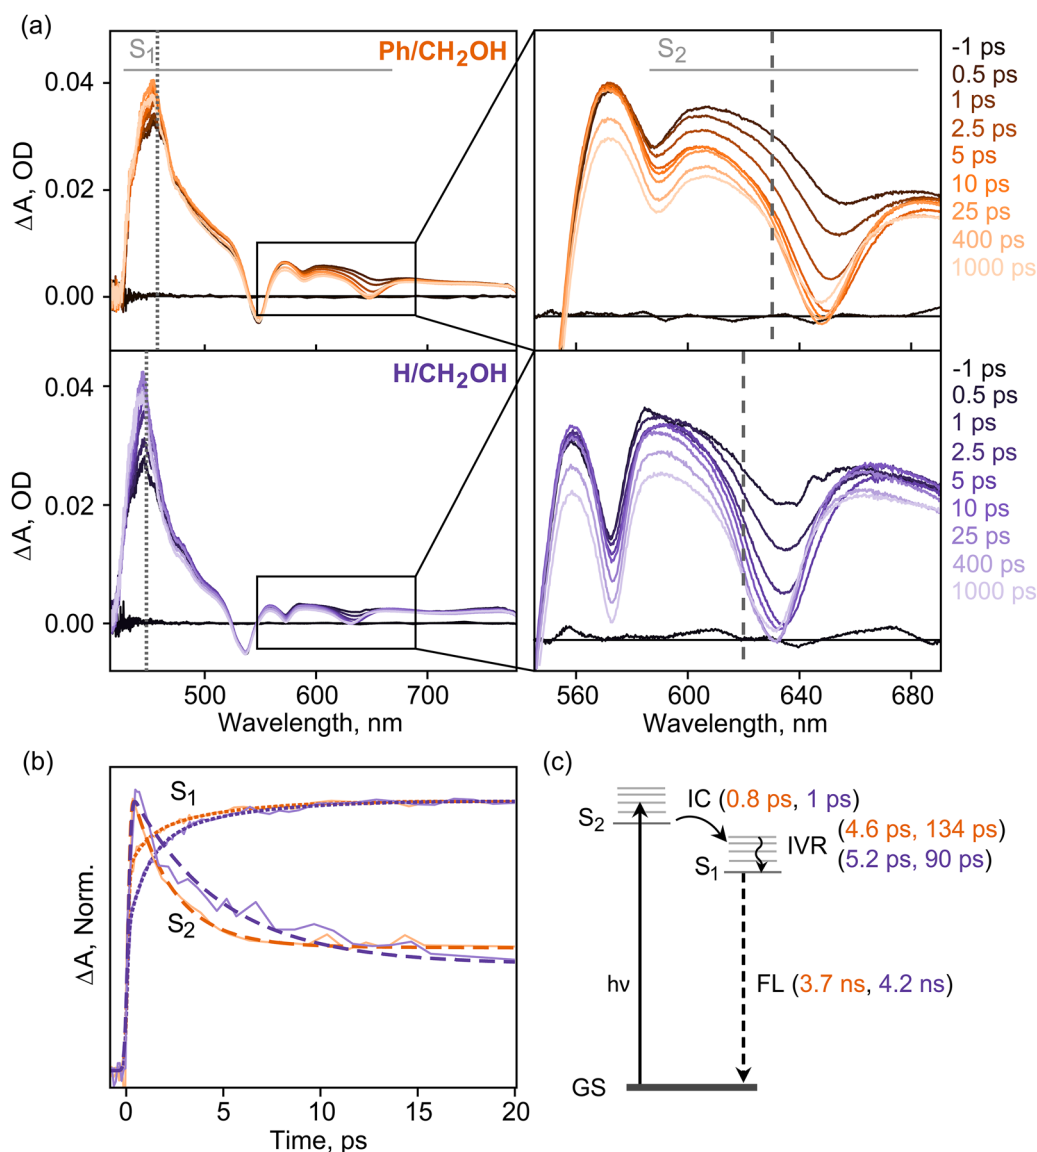 (a)
S1
Ph/CH2OH
S2
-1 ps
0.5 ps
1 ps
2.5 ps
5 ps
10 ps
25 ps
400 ps
1000 ps
ΔA, OD
0.04
0.02
0.00
H/CH2OH
-1 ps
0.5 ps
1 ps
2.5 ps
5 ps
10 ps
25 ps
400 ps
1000 ps
ΔA, OD
0.04
0.02
0.00
500 600 700
Wavelength, nm
560 600 640 680
Wavelength, nm
(b)
S1
S2
ΔA, Norm.
0 5 10 15 20
Time, ps
(c)
S2
IC (0.8 ps, 1 ps)
S1
IVR
(4.6 ps, 134 ps)
(5.2 ps, 90 ps)
hν
FL (3.7 ns, 4.2 ns)
GS